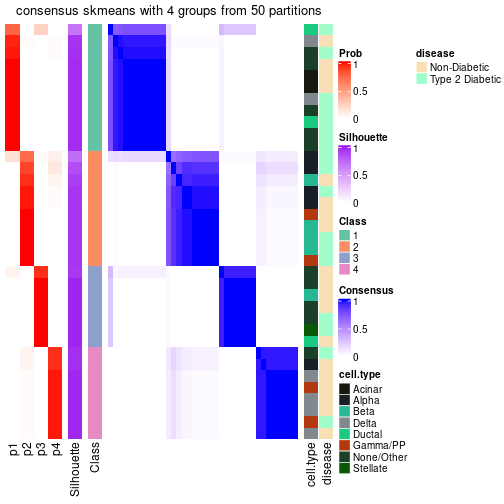 consensus skmeans with 4 groups from 50 partitions
p1
p2
p3
p4
Silhouette
Class
cell.type
disease
Prob
1
0.5
0
Silhouette
1
0.5
0
Class
1
2
3
4
Consensus
1
0.5
0
cell.type
Acinar
Alpha
Beta
Delta
Ductal
Gamma/PP
None/Other
Stellate
disease
Non-Diabetic
Type 2 Diabetic